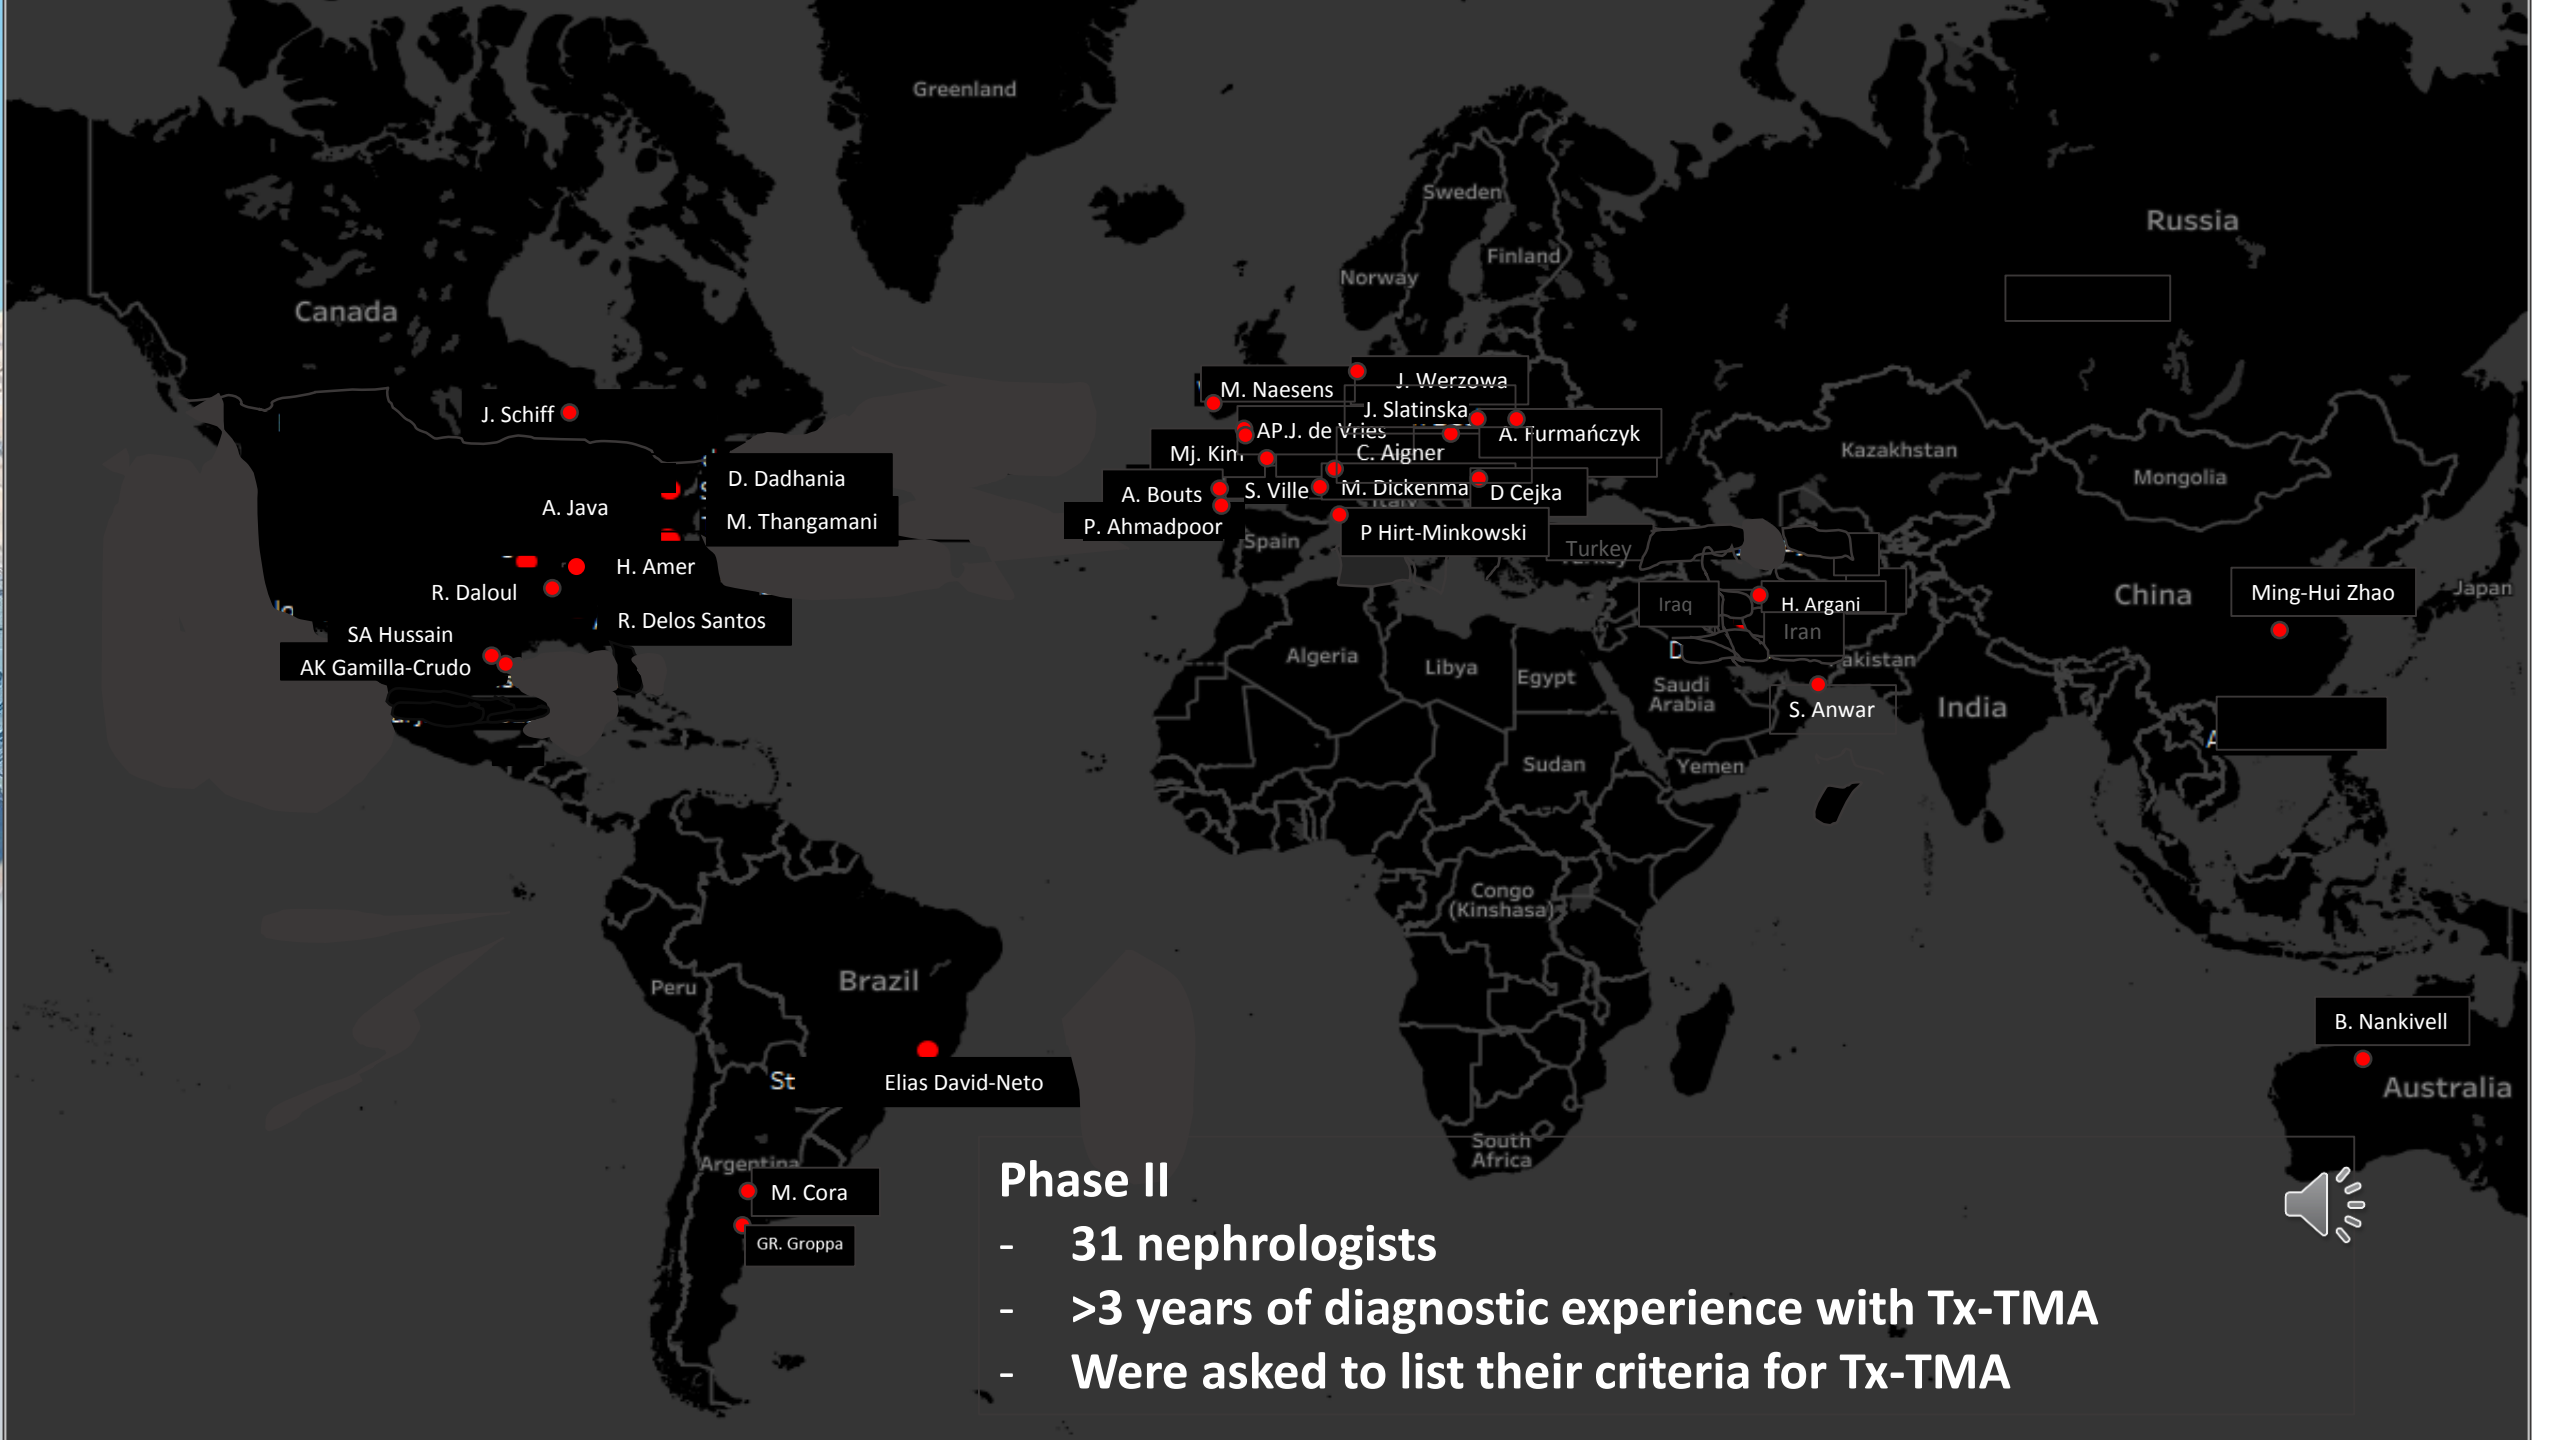 Greenland
Sweden
Russia
Finland
Norway
Canada
J. Werzowa
M. Naesens
J. Slatinska
J. Schiff
AP.J. de Vries
A. Furmańczyk
Kazakhstan
Mj. Kim
C. Aigner
Mongolia
D. Dadhania
A. Bouts
S. Ville
M. Dickenma
D Cejka
A. Java
M. Thangamani
P. Ahmadpoor
P Hirt-Minkowski
Spain
Turkey
H. Amer
R. Daloul
China
Ming-Hui Zhao
Japan
Iraq
H. Argani
R. Delos Santos
Iran
SA Hussain
AK Gamilla-Crudo
Algeria
Libya
Egypt
akistan
Saudi
Arabia
S. Anwar
India
Sudan
Yemen
Congo
(Kinshasa)
Peru
Brazil
B. Nankivell
St
Elias David-Neto
Australia
South
Africa
Argentina
M. Cora
GR. Groppa
Phase II
- 31 nephrologists
- >3 years of diagnostic experience with Tx-TMA
- Were asked to list their criteria for Tx-TMA